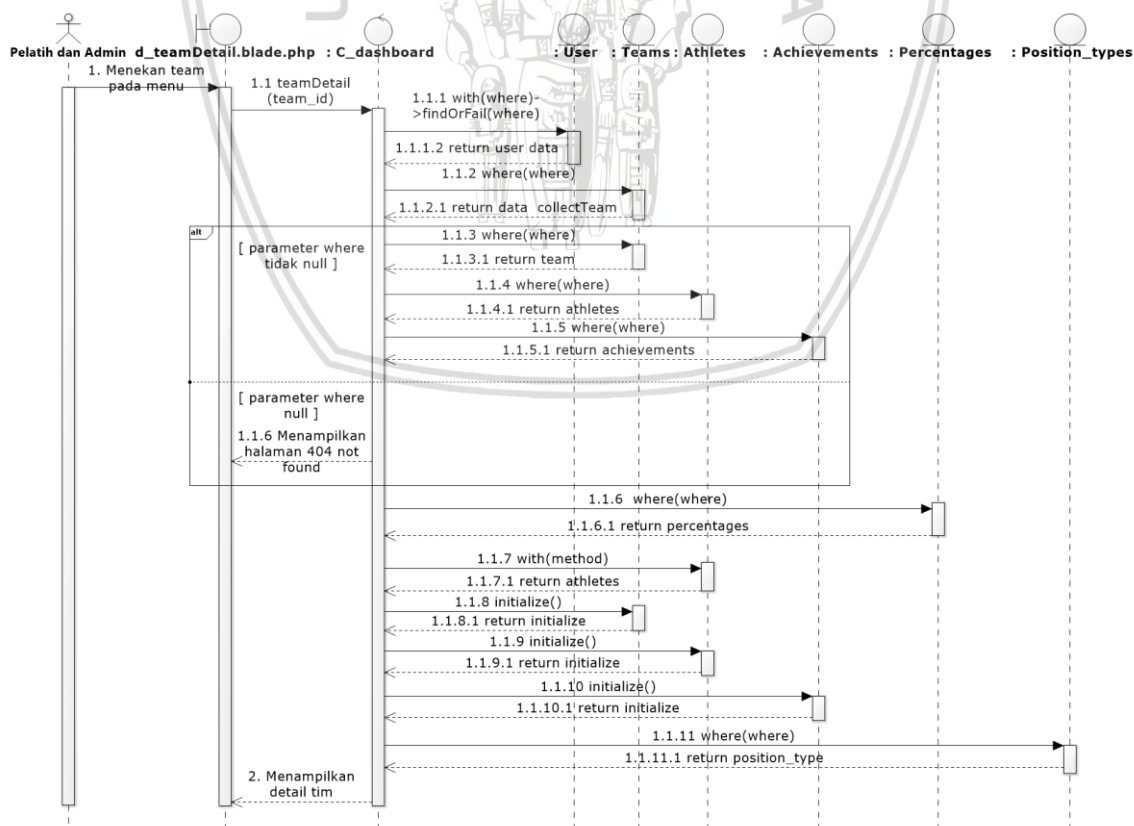 Pelatih dan Admin d_teamDetail.blade.php : C_dashboard : User : Teams : Athletes : Achievements : Percentages : Position_types
1. Menekan team
pada menu
1.1 teamDetail
(team_id)
1.1.1 with(where)-
>findOrFail(where)
1.1.1.2 return user data
1.1.2 where(where)
1.1.2.1 return data collectTeam
alt
[ parameter where
tidak null ]
1.1.3 where(where)
1.1.3.1 return team
1.1.4 where(where)
1.1.4.1 return athletes
1.1.5 where(where)
1.1.5.1 return achievements
[ parameter where
null ]
1.1.6 Menampilkan
halaman 404 not
found
1.1.6 where(where)
1.1.6.1 return percentages
1.1.7 with(method)
1.1.7.1 return athletes
1.1.8 initialize()
1.1.8.1 return initialize
1.1.9 initialize()
1.1.9.1 return initialize
1.1.10 initialize()
1.1.10.1 return initialize
1.1.11 where(where)
1.1.11.1 return position_type
2. Menampilkan
detail tim